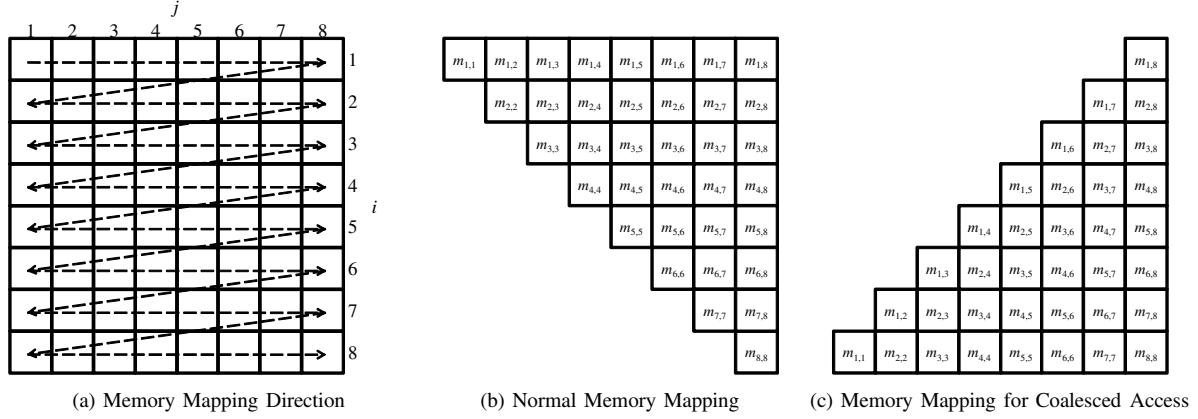 j
1 2 3 4 5 6 7 8
1
2
3
4
i
5
6
7
8
(a) Memory Mapping Direction
m1,1 m1,2 m1,3 m1,4 m1,5 m1,6 m1,7 m1,8
m2,2 m2,3 m2,4 m2,5 m2,6 m2,7 m2,8
m3,3 m3,4 m3,5 m3,6 m3,7 m3,8
m4,4 m4,5 m4,6 m4,7 m4,8
m5,5 m5,6 m5,7 m5,8
m6,6 m6,7 m6,8
m7,7 m7,8
m8,8
(b) Normal Memory Mapping
m1,8
m1,7 m2,8
m1,6 m2,7 m3,8
m1,5 m2,6 m3,7 m4,8
m1,4 m2,5 m3,6 m4,7 m5,8
m1,3 m2,4 m3,5 m4,6 m5,7 m6,8
m1,2 m2,3 m3,4 m4,5 m5,6 m6,7 m7,8
m1,1 m2,2 m3,3 m4,4 m5,5 m6,6 m7,7 m8,8
(c) Memory Mapping for Coalesced Access